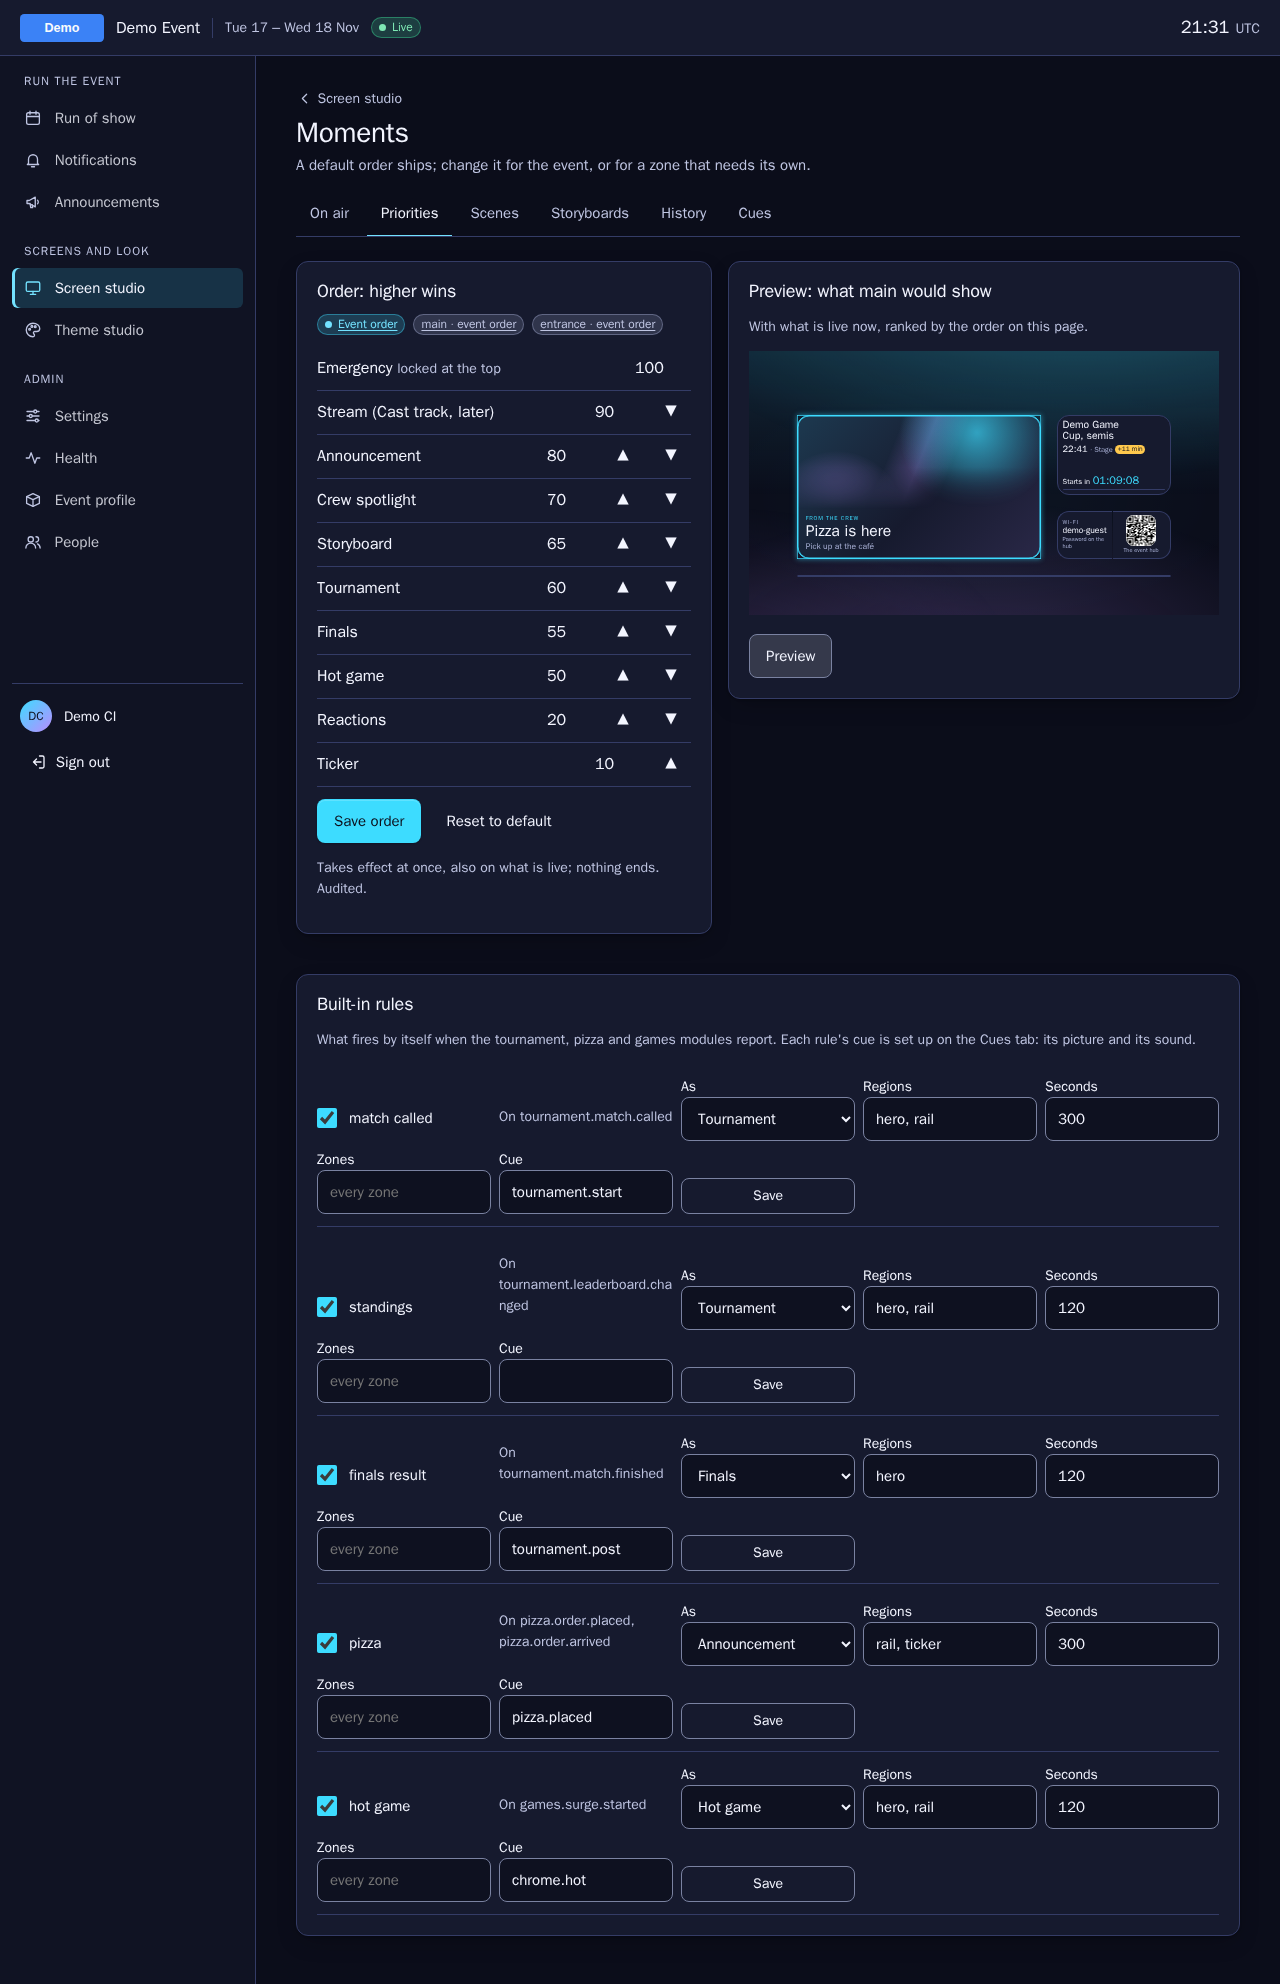 Demo
Demo Event
Tue 17 – Wed 18 Nov
Live
21:31 UTC
RUN THE EVENT
Run of show
Notifications
Announcements
SCREENS AND LOOK
Screen studio
Theme studio
ADMIN
Settings
Health
Event profile
People
DC
Demo CI
Sign out
Screen studio
Moments
A default order ships; change it for the event, or for a zone that needs its own.
On air
Priorities
Scenes
Storyboards
History
Cues
Order: higher wins
Event order
main · event order
entrance · event order
Emergency locked at the top 100
Stream (Cast track, later) 90 ▼
Announcement 80 ▲ ▼
Crew spotlight 70 ▲ ▼
Storyboard 65 ▲ ▼
Tournament 60 ▲ ▼
Finals 55 ▲ ▼
Hot game 50 ▲ ▼
Reactions 20 ▲ ▼
Ticker 10 ▲
Save order
Reset to default
Takes effect at once, also on what is live; nothing ends.
Audited.
Preview: what main would show
With what is live now, ranked by the order on this page.
FROM THE CREW
Pizza is here
Pick up at the café
Demo Game
Cup, semis
22:41 · Stage +11 min
Starts in 01:09:08
WI-FI
demo-guest
Password on the
hub
The event hub
Preview
Built-in rules
What fires by itself when the tournament, pizza and games modules report. Each rule's cue is set up on the Cues tab: its picture and its sound.
match called
On tournament.match.called
As
Tournament
Regions
hero, rail
Seconds
300
Zones
every zone
Cue
tournament.start
Save
standings
On
tournament.leaderboard.cha
nged
As
Tournament
Regions
hero, rail
Seconds
120
Zones
every zone
Cue
Save
finals result
On
tournament.match.finished
As
Finals
Regions
hero
Seconds
120
Zones
every zone
Cue
tournament.post
Save
pizza
On pizza.order.placed,
pizza.order.arrived
As
Announcement
Regions
rail, ticker
Seconds
300
Zones
every zone
Cue
pizza.placed
Save
hot game
On games.surge.started
As
Hot game
Regions
hero, rail
Seconds
120
Zones
every zone
Cue
chrome.hot
Save